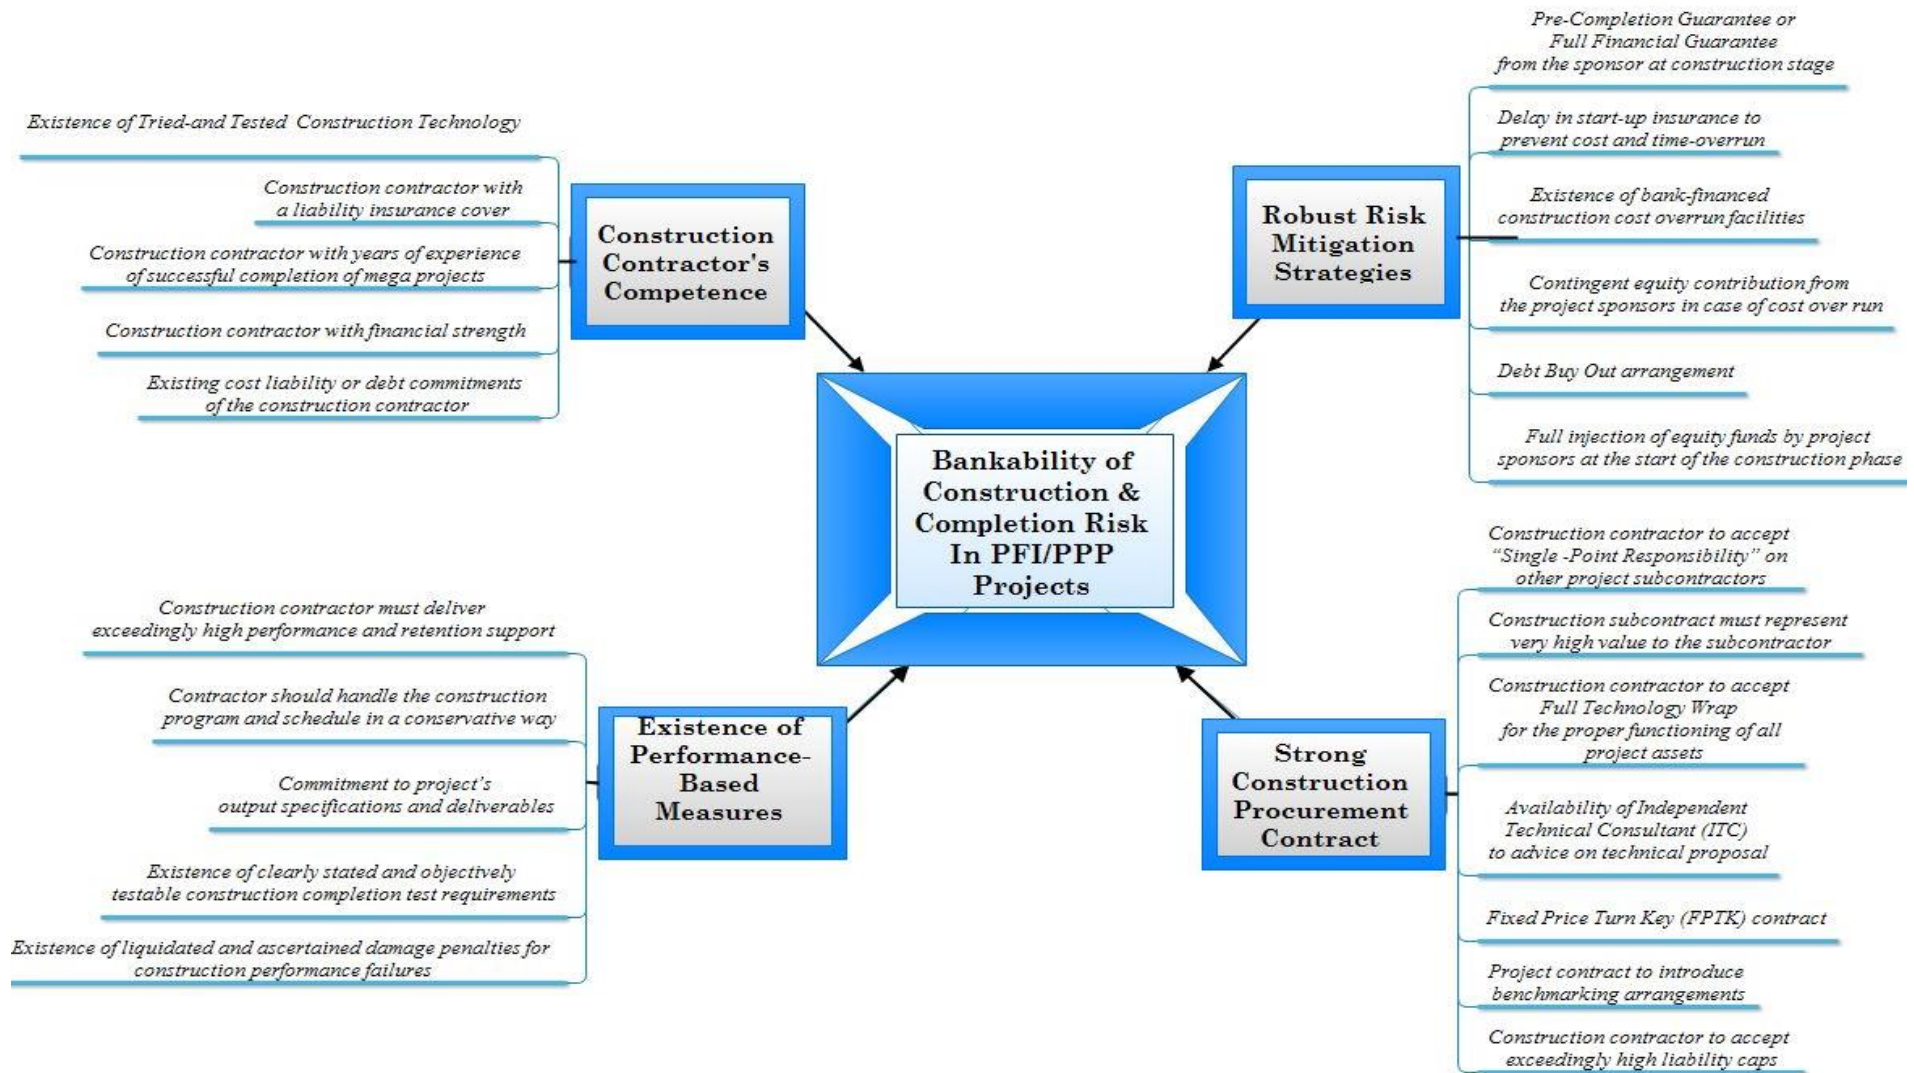 Existence of Tried-and Tested Construction Technology
Construction contractor with
a liability insurance cover
Construction contractor with years of experience
of successful completion of mega projects
Construction contractor with financial strength
Existing cost liability or debt commitments
of the construction contractor
Construction
Contractor's
Competence
Pre-Completion Guarantee or
Full Financial Guarantee
from the sponsor at construction stage
Delay in start-up insurance to
prevent cost and time-overrun
Existence of bank-financed
construction cost overrun facilities
Contingent equity contribution from
the project sponsors in case of cost over run
Debt Buy Out arrangement
Full injection of equity funds by project
sponsors at the start of the construction phase
Robust Risk
Mitigation
Strategies
Bankability of
Construction &
Completion Risk
In PFI/PPP
Projects
Construction contractor must deliver
exceedingly high performance and retention support
Contractor should handle the construction
program and schedule in a conservative way
Commitment to project's
output specifications and deliverables
Existence of clearly stated and objectively
testable construction completion test requirements
Existence of liquidated and ascertained damage penalties for
construction performance failures
Existence of
Performance-
Based
Measures
Strong
Construction
Procurement
Contract
Construction contractor to accept
“Single -Point Responsibility” on
other project subcontractors
Construction subcontract must represent
very high value to the subcontractor
Construction contractor to accept
Full Technology Wrap
for the proper functioning of all
project assets
Availability of Independent
Technical Consultant (ITC)
to advice on technical proposal
Fixed Price Turn Key (FPTK) contract
Project contract to introduce
benchmarking arrangements
Construction contractor to accept
exceedingly high liability caps